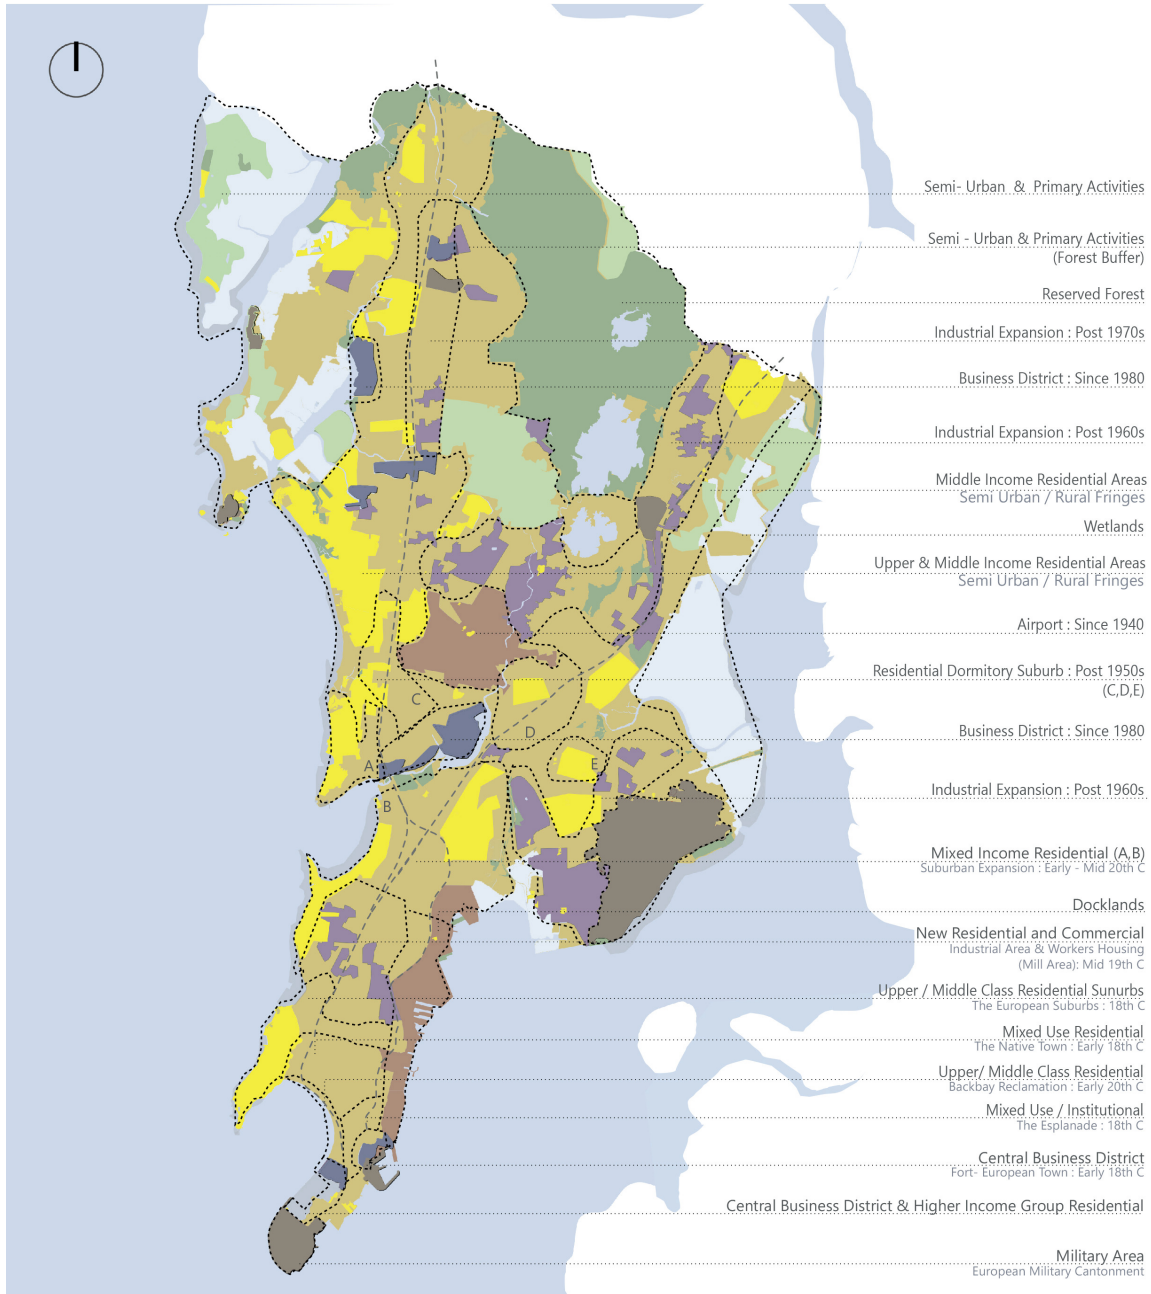 Semi- Urban & Primary Activities
Semi - Urban & Primary Activities
(Forest Buffer)
Reserved Forest
Industrial Expansion : Post 1970s
Business District : Since 1980
Industrial Expansion : Post 1960s
Middle Income Residential Areas
Semi Urban / Rural Fringes
Wetlands
Upper & Middle Income Residential Areas
Semi Urban / Rural Fringes
Airport : Since 1940
Residential Dormitory Suburb : Post 1950s
(C,D,E)
C
D
Business District : Since 1980
A
E
Industrial Expansion : Post 1960s
B
Mixed Income Residential (A,B)
Suburban Expansion : Early - Mid 20th C
Docklands
New Residential and Commercial
Industrial Area & Workers Housing
(Mill Area): Mid 19th C
Upper / Middle Class Residential Sunurbs
The European Suburbs : 18th C
Mixed Use Residential
The Native Town : Early 18th C
Upper/ Middle Class Residential
Backbay Reclamation : Early 20th C
Mixed Use / Institutional
The Esplanade : 18th C
Central Business District
Fort- European Town : Early 18th C
Central Business District & Higher Income Group Residential
Military Area
European Military Cantonment